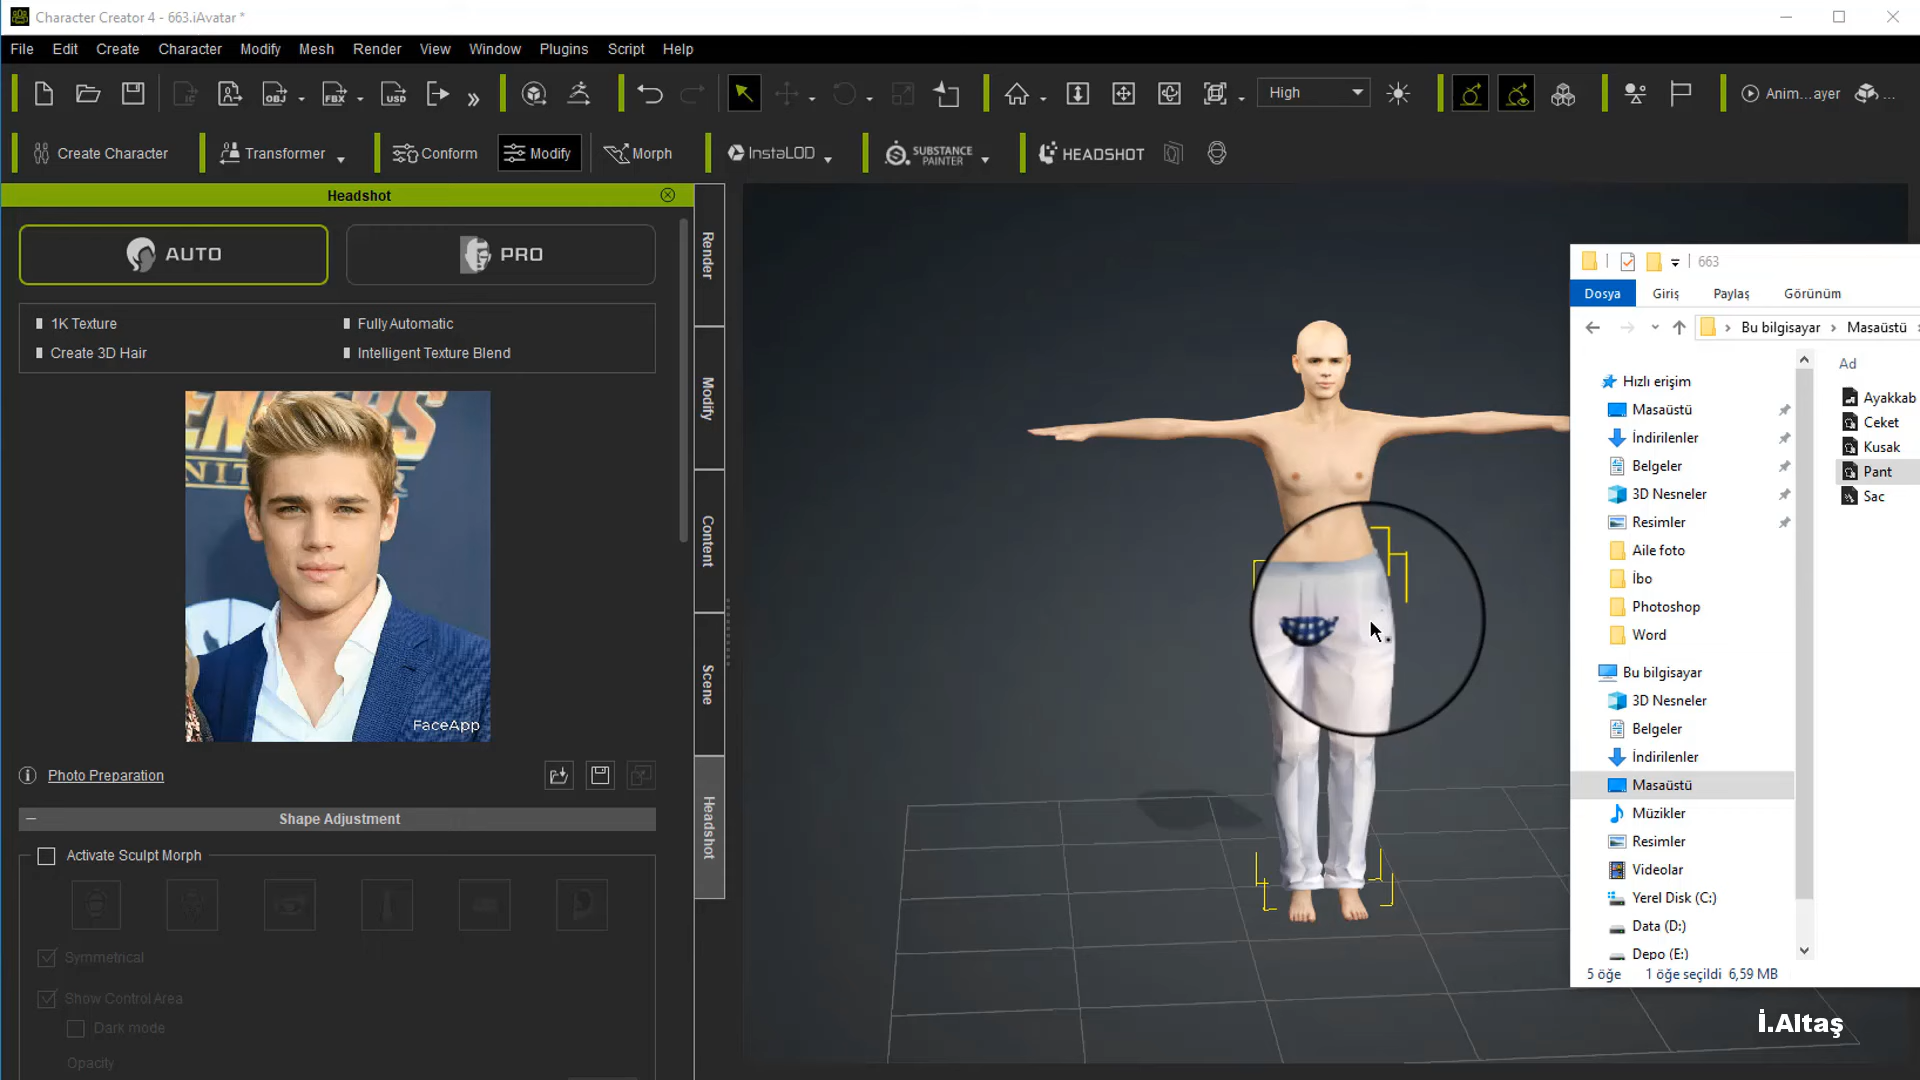 Character Creator 4 - 663.iAvatar *
File Edit Create Character Modify Mesh Render View Window Plugins Script Help
OBJ FBX USD High Anim...ayer ...
Create Character Transformer Conform Modify Morph InstaLOD SUBSTANCE PAINTER HEADSHOT
Headshot
AUTO PRO
1K Texture Fully Automatic
Create 3D Hair Intelligent Texture Blend
FaceApp
Photo Preparation
Shape Adjustment
Activate Sculpt Morph
Symmetrical
Show Control Area
Dark mode
Opacity
Render
Modify
Content
Scene
Headshot
663
Dosya Giriş Paylaş Görünüm
Bu bilgisayar Masaüstü
Hızlı erişim
Masaüstü
İndirilenler
Belgeler
3D Nesneler
Resimler
Aile foto
İbo
Photoshop
Word
Bu bilgisayar
3D Nesneler
Belgeler
İndirilenler
Masaüstü
Müzikler
Resimler
Videolar
Yerel Disk (C:)
Data (D:)
Depo (E:)
Ad
Ayakkab
Ceket
Kusak
Pant
Sac
5 öğe 1 öğe seçildi 6,59 MB
İ.Altaş